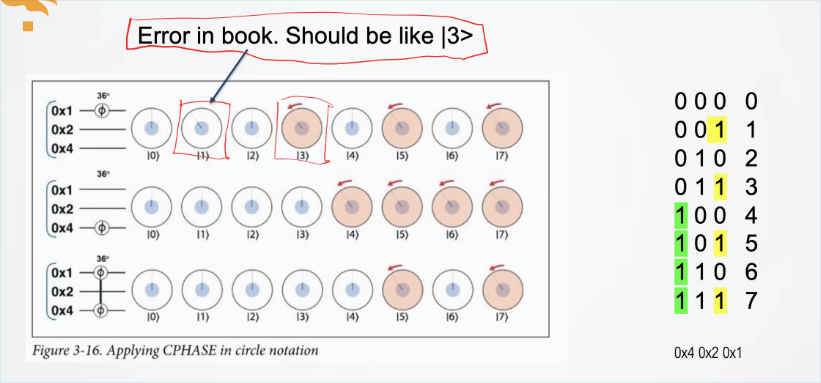 Error in book. Should be like |3>
36°
0x1 ϕ
0x2
0x4
|0⟩ |1⟩ |2⟩ |3⟩ |4⟩ |5⟩ |6⟩ |7⟩
36°
0x1
0x2
0x4 ϕ
|0⟩ |1⟩ |2⟩ |3⟩ |4⟩ |5⟩ |6⟩ |7⟩
36°
0x1 ϕ
0x2
0x4 ϕ
|0⟩ |1⟩ |2⟩ |3⟩ |4⟩ |5⟩ |6⟩ |7⟩
Figure 3-16. Applying CPHASE in circle notation
0 0 0 0
0 0 1 1
0 1 0 2
0 1 1 3
1 0 0 4
1 0 1 5
1 1 0 6
1 1 1 7
0x4 0x2 0x1